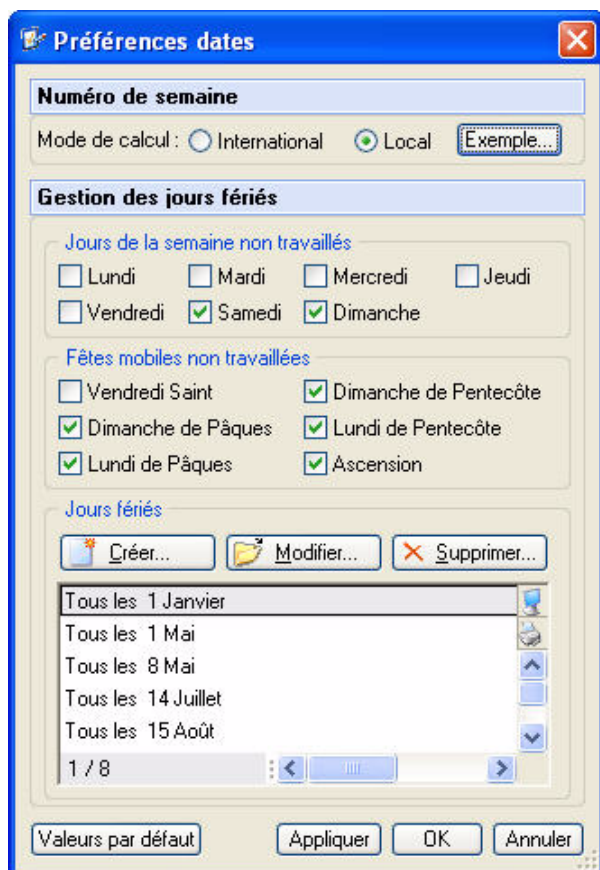 Préférences dates
Numéro de semaine
Mode de calcul : International Local Exemple...
Gestion des jours fériés
Jours de la semaine non travaillés
Lundi Mardi Mercredi Jeudi
Vendredi Samedi Dimanche
Fêtes mobiles non travaillées
Vendredi Saint Dimanche de Pentecôte
Dimanche de Pâques Lundi de Pentecôte
Lundi de Pâques Ascension
Jours fériés
Créer... Modifier... Supprimer...
Tous les 1 Janvier
Tous les 1 Mai
Tous les 8 Mai
Tous les 14 Juillet
Tous les 15 Août
1 / 8
Valeurs par défaut Appliquer OK Annuler